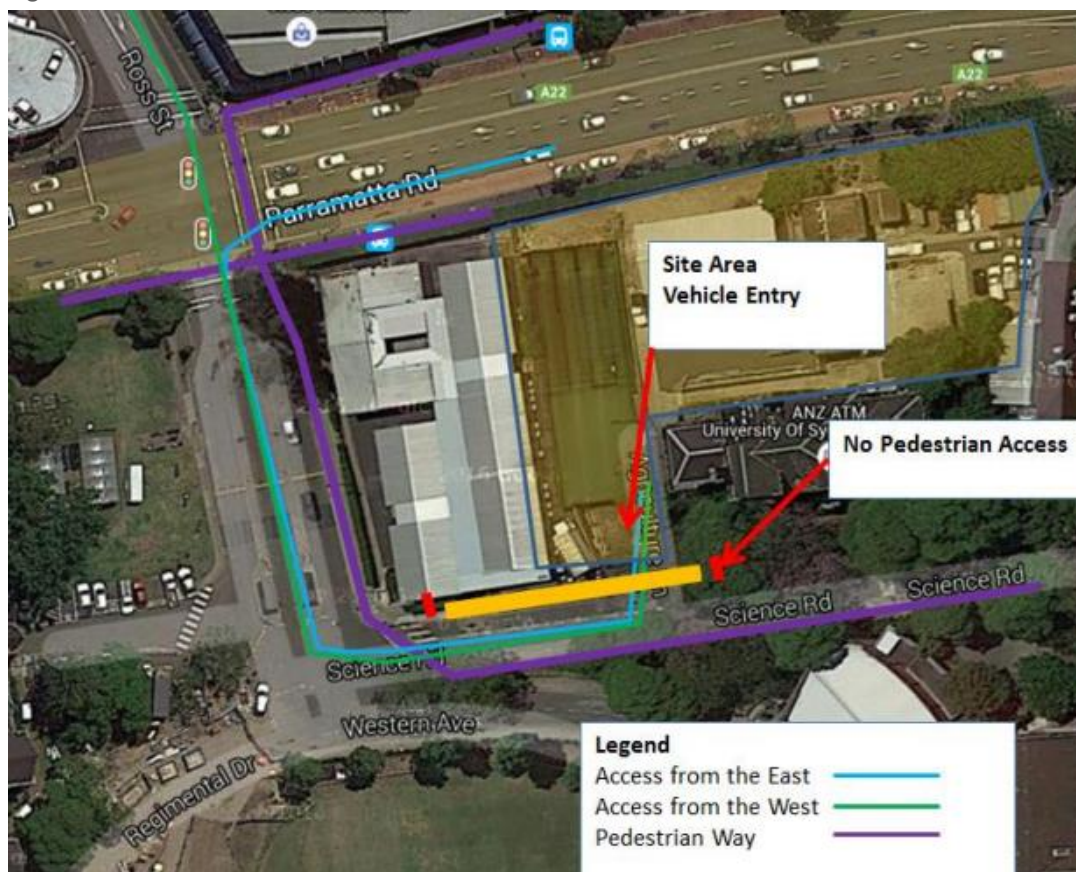 Ross St
A22
A22
Parramatta Rd
Site Area
Vehicle Entry
ANZ ATM
University Of Sy
No Pedestrian Access
Science Rd
Science Rd
Science Rd
Western Ave
Regimental Dr
Legend
Access from the East
Access from the West
Pedestrian Way